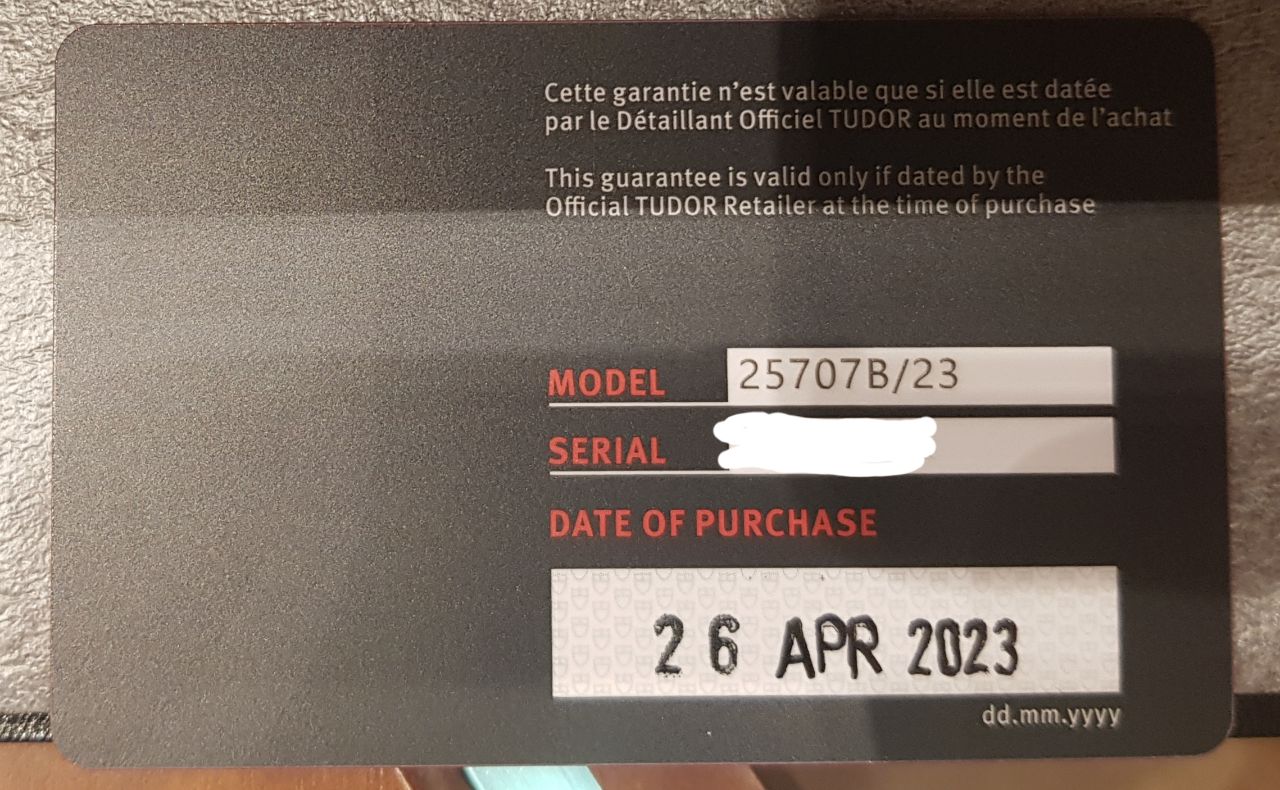 Cette garantie n'est valable que si elle est datée
par le Détaillant Officiel TUDOR au moment de l'achat
This guarantee is valid only if dated by the
Official TUDOR Retailer at the time of purchase
MODEL 25707B/23
SERIAL
DATE OF PURCHASE
26 APR 2023
dd.mm.yyyy